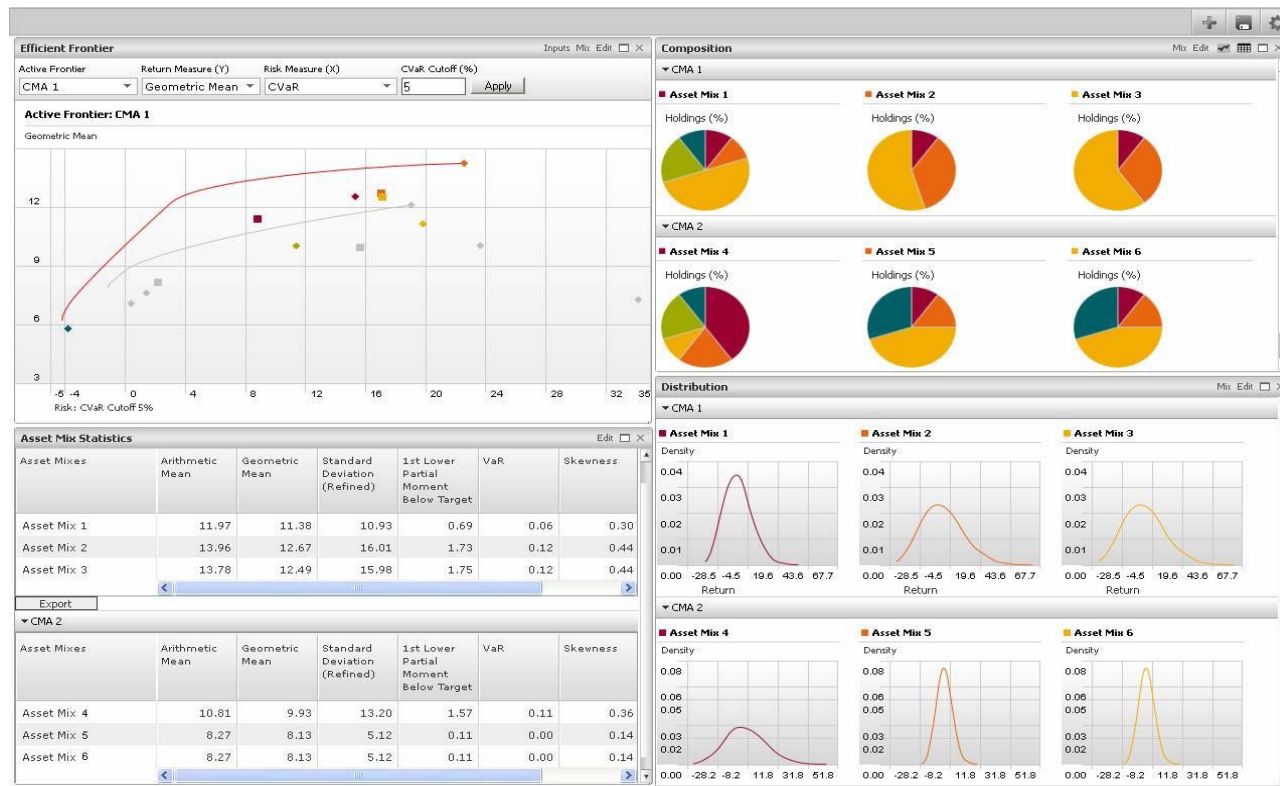 Efficient Frontier
Inputs Mix Edit
Active Frontier Return Measure (Y) Risk Measure (X) CVaR Cutoff (%)
CMA 1 Geometric Mean CVaR 5 Apply
Active Frontier: CMA 1
Geometric Mean
12
9
6
3
-5 -4 0 4 8 12 16 20 24 28 32 35
Risk: CVaR Cutoff 5%
Asset Mix Statistics
Edit
Asset Mixes Arithmetic Mean Geometric Mean Standard Deviation (Refined) 1st Lower Partial Moment Below Target VaR Skewness
Asset Mix 1 11.97 11.38 10.93 0.69 0.06 0.30
Asset Mix 2 13.96 12.67 16.01 1.73 0.12 0.44
Asset Mix 3 13.78 12.49 15.98 1.75 0.12 0.44
Export
CMA 2
Asset Mixes Arithmetic Mean Geometric Mean Standard Deviation (Refined) 1st Lower Partial Moment Below Target VaR Skewness
Asset Mix 4 10.81 9.93 13.20 1.57 0.11 0.36
Asset Mix 5 8.27 8.13 5.12 0.11 0.00 0.14
Asset Mix 6 8.27 8.13 5.12 0.11 0.00 0.14
Composition
Mix Edit
CMA 1
Asset Mix 1 Asset Mix 2 Asset Mix 3
Holdings (%) Holdings (%) Holdings (%)
CMA 2
Asset Mix 4 Asset Mix 5 Asset Mix 6
Holdings (%) Holdings (%) Holdings (%)
Distribution
Mix Edit
CMA 1
Asset Mix 1 Asset Mix 2 Asset Mix 3
Density Density Density
0.04 0.04 0.04
0.03 0.03 0.03
0.02 0.02 0.02
0.01 0.01 0.01
0.00 -28.5 -4.5 19.6 43.6 67.7 0.00 -28.5 -4.5 19.6 43.6 67.7 0.00 -28.5 -4.5 19.6 43.6 67.7
Return Return Return
CMA 2
Asset Mix 4 Asset Mix 5 Asset Mix 6
Density Density Density
0.08 0.08 0.08
0.06 0.06 0.06
0.05 0.05 0.05
0.03 0.03 0.03
0.02 0.02 0.02
0.00 -28.2 -8.2 11.8 31.8 51.8 0.00 -28.2 -8.2 11.8 31.8 51.8 0.00 -28.2 -8.2 11.8 31.8 51.8